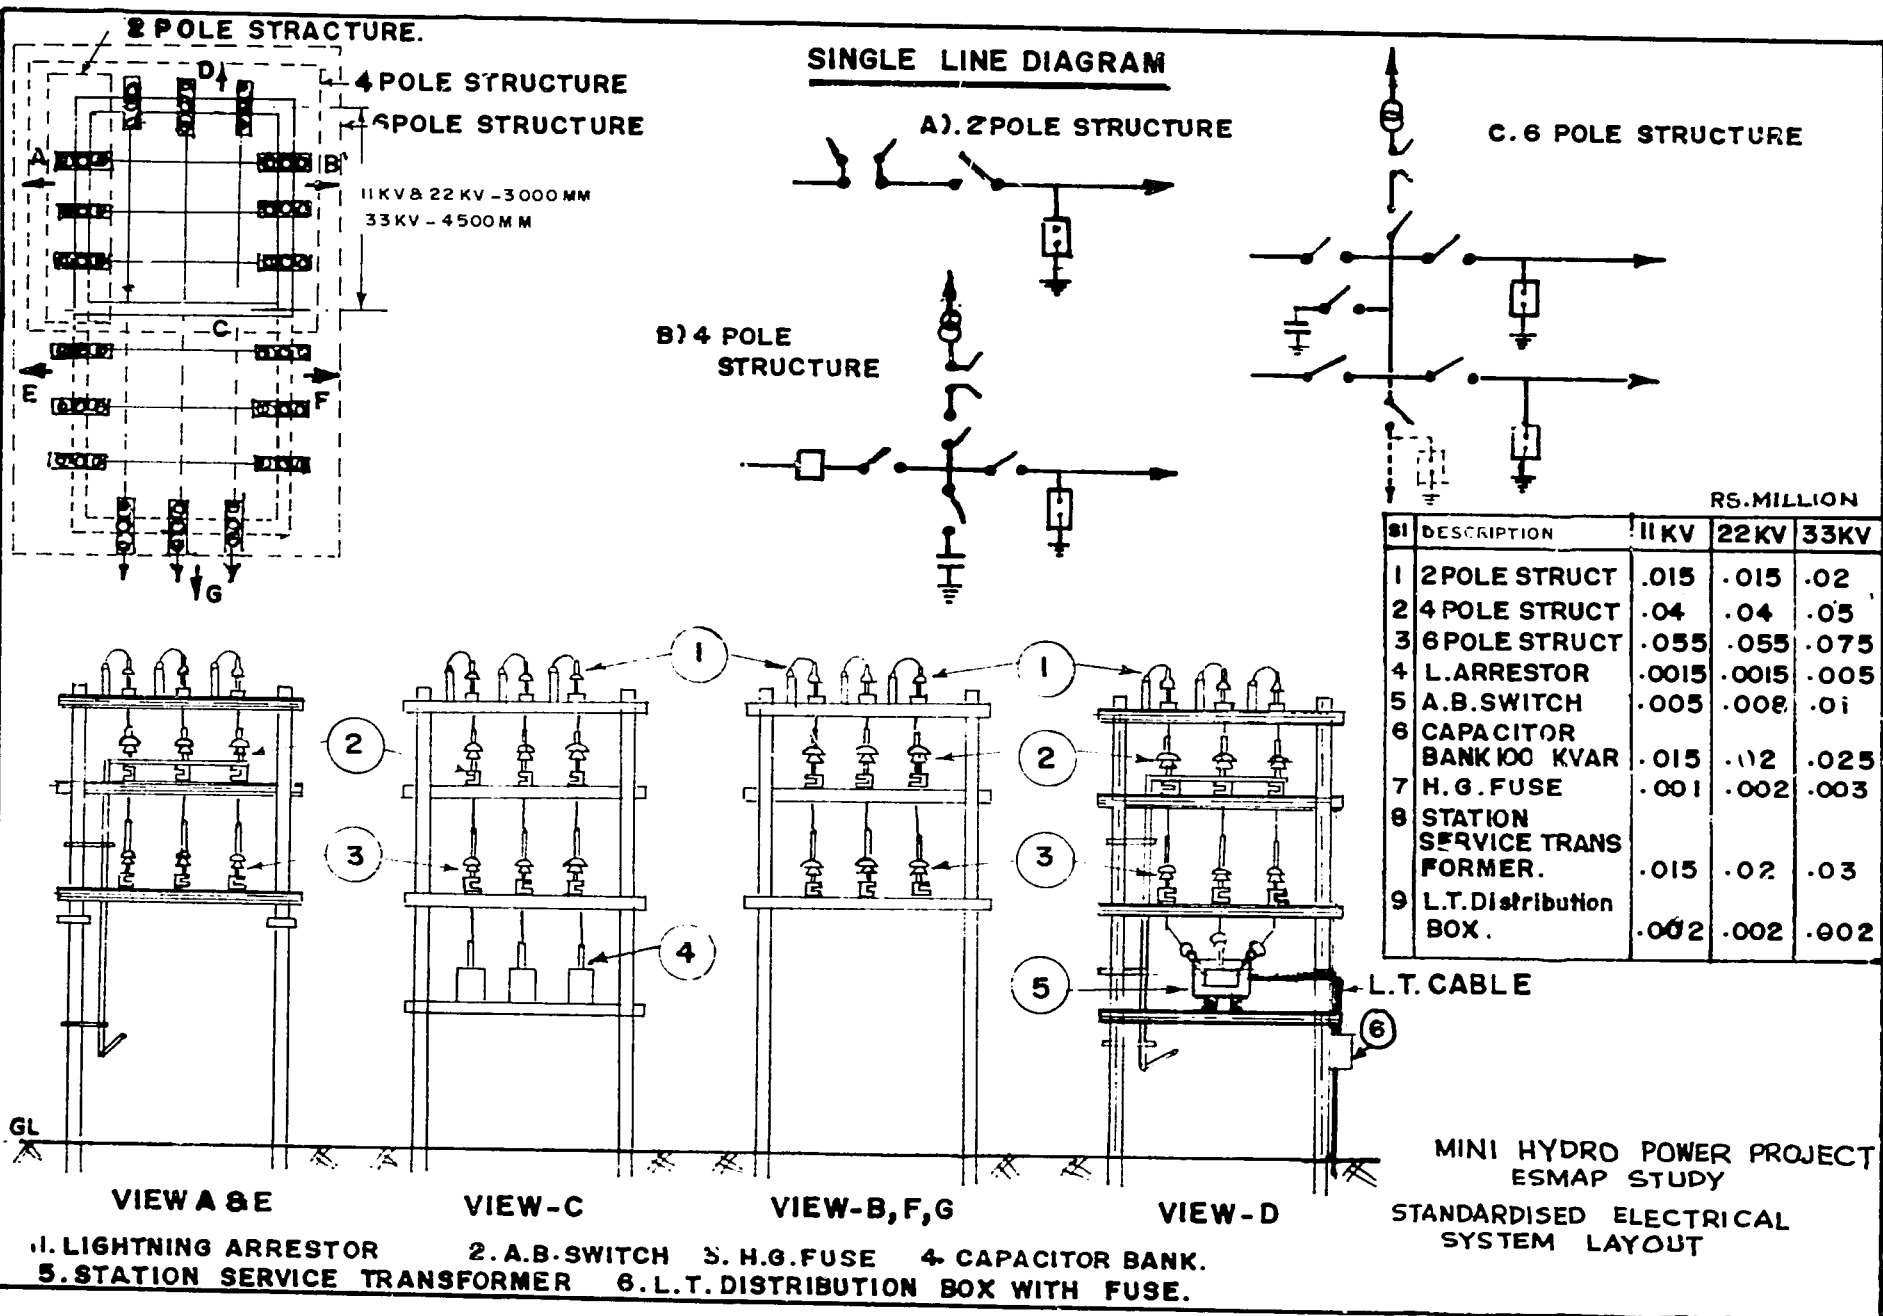 2 POLE STRACTURE.
4 POLE STRUCTURE
6 POLE STRUCTURE
D
A
B
11 KV & 22 KV - 3000 MM
33 KV - 4500 MM
C
E
F
G
SINGLE LINE DIAGRAM
A). 2 POLE STRUCTURE
B) 4 POLE
STRUCTURE
C. 6 POLE STRUCTURE
RS. MILLION
Sl DESCRIPTION 11 KV 22 KV 33 KV
1 2 POLE STRUCT .015 .015 .02
2 4 POLE STRUCT .04 .04 .05
3 6 POLE STRUCT .055 .055 .075
4 L. ARRESTOR .0015 .0015 .005
5 A.B. SWITCH .005 .008 .01
6 CAPACITOR
BANK 100 KVAR .015 .025
7 H.G. FUSE .001 .002 .003
8 STATION
SERVICE TRANS
FORMER. .015 .02 .03
9 L.T. Distribution
BOX. .002 .002 .002
1
1
2
2
3
3
4
5
L.T. CABLE
6
GL
VIEW A & E
VIEW-C
VIEW-B, F, G
VIEW-D
1. LIGHTNING ARRESTOR 2. A.B. SWITCH 3. H.G. FUSE 4. CAPACITOR BANK.
5. STATION SERVICE TRANSFORMER 6. L.T. DISTRIBUTION BOX WITH FUSE.
MINI HYDRO POWER PROJECT
ESMAP STUDY
STANDARDISED ELECTRICAL
SYSTEM LAYOUT